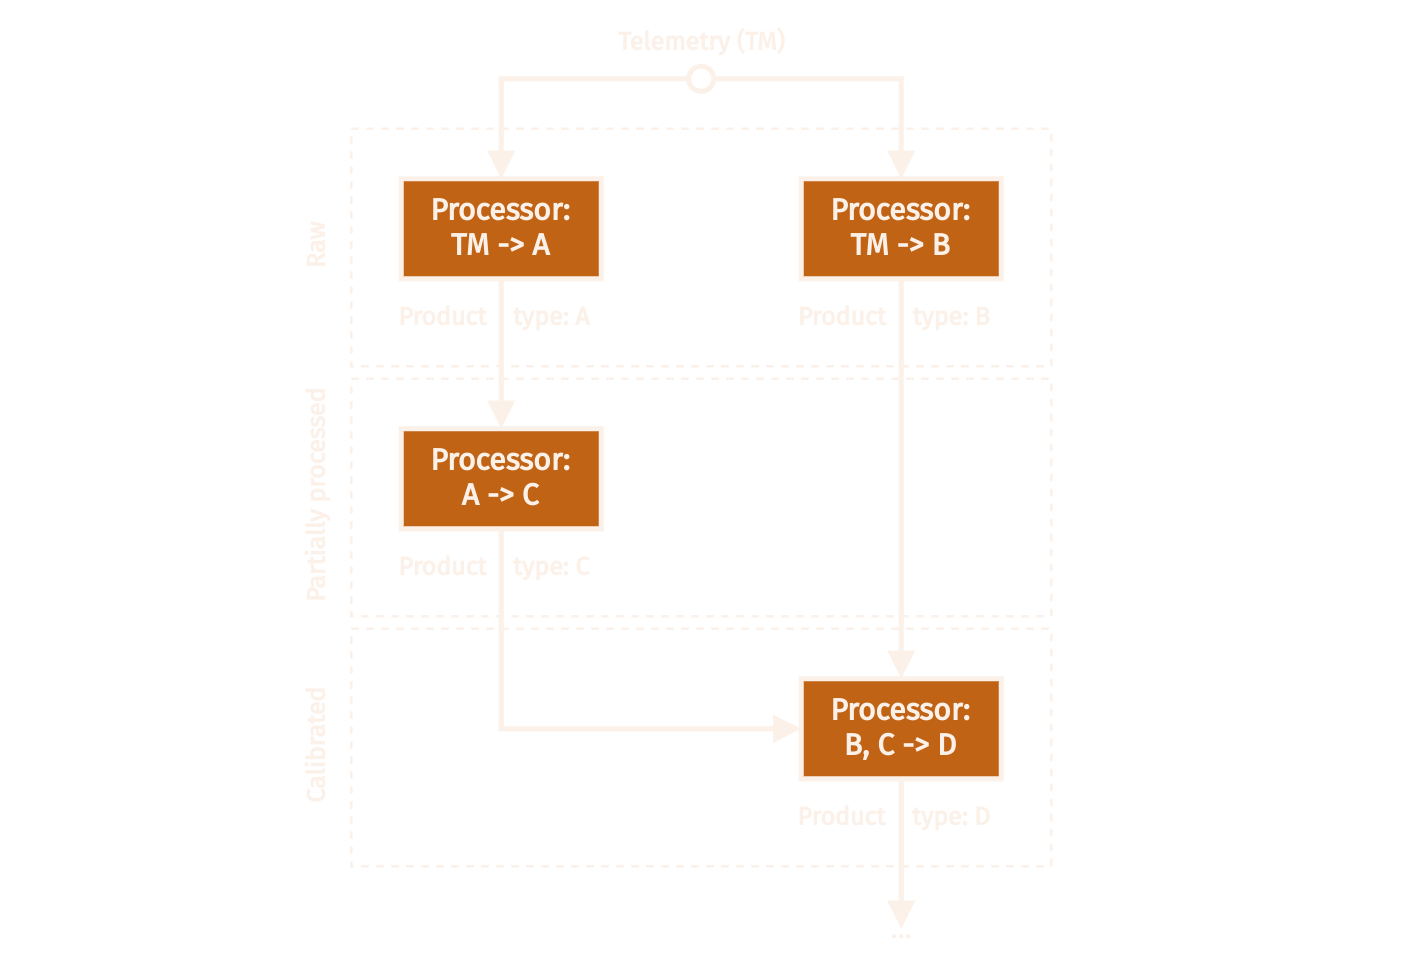 Telemetry (TM)
Raw
Processor:
TM -> A
Processor:
TM -> B
Product type: A
Product type: B
Partially processed
Processor:
A -> C
Product type: C
Calibrated
Processor:
B, C -> D
Product type: D
...